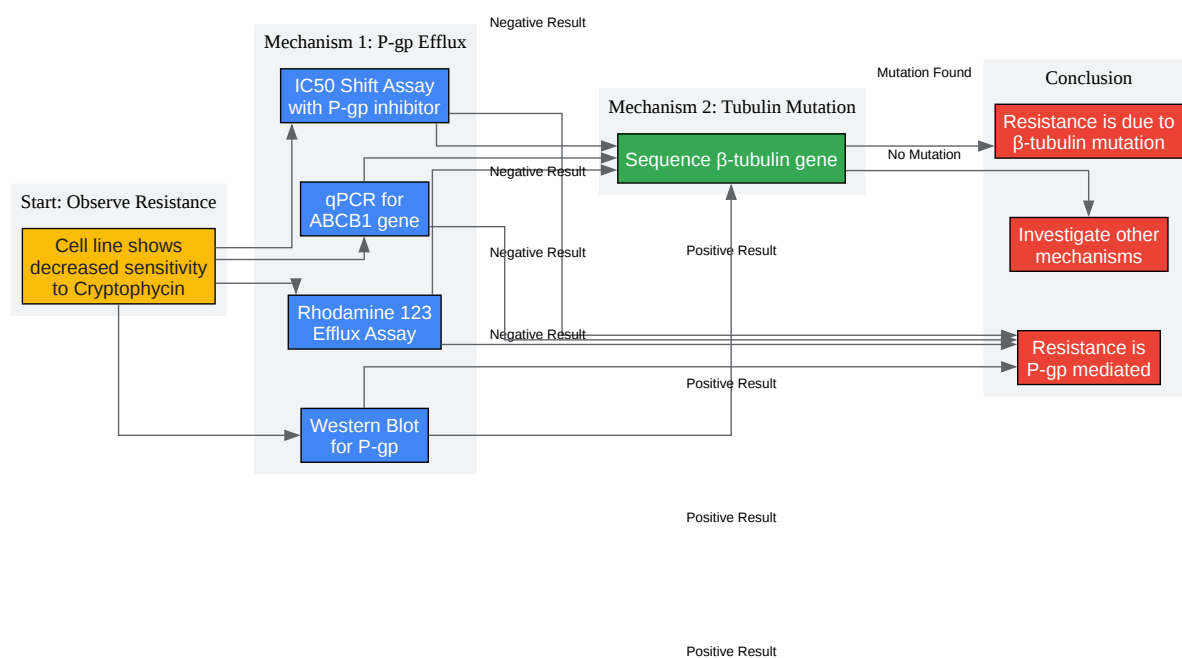 Start: Observe Resistance
Cell line shows
decreased sensitivity
to Cryptophycin
Mechanism 1: P-gp Efflux
IC50 Shift Assay
with P-gp inhibitor
qPCR for
ABCB1 gene
Rhodamine 123
Efflux Assay
Western Blot
for P-gp
Negative Result
Negative Result
Negative Result
Negative Result
Mechanism 2: Tubulin Mutation
Sequence β-tubulin gene
Positive Result
Positive Result
Positive Result
Positive Result
Mutation Found
No Mutation
Conclusion
Resistance is due to
β-tubulin mutation
Investigate other
mechanisms
Resistance is
P-gp mediated